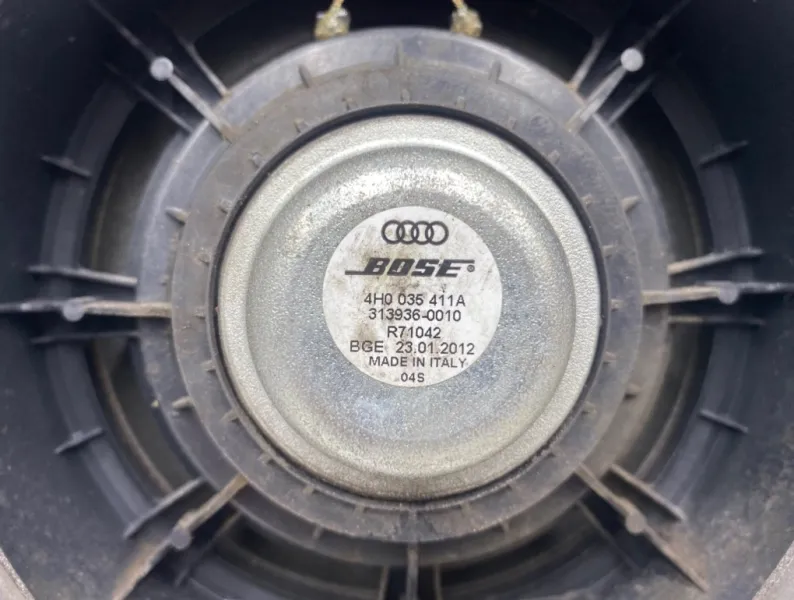 BOSE®
4H0 035 411A
313936-0010
R71042
BGE 23.01.2012
MADE IN ITALY
04S